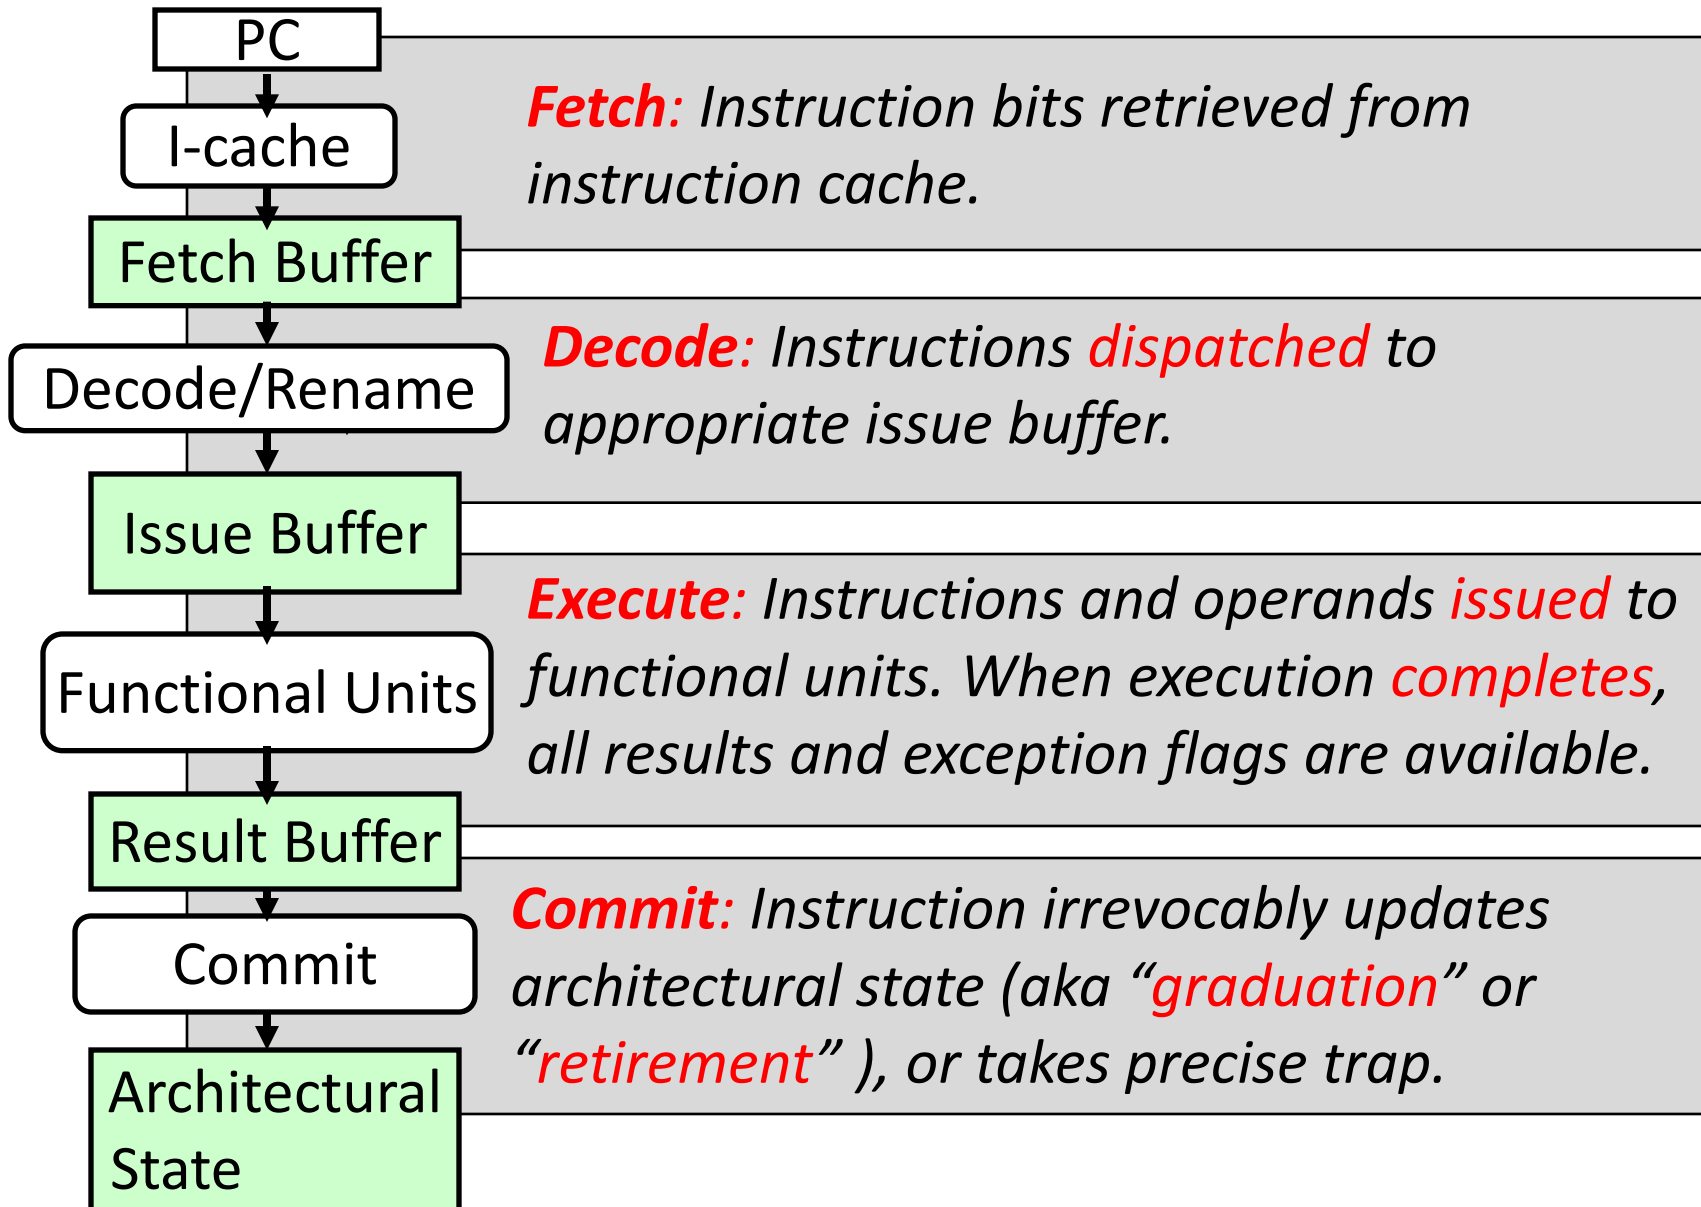 PC
I-cache
Fetch: Instruction bits retrieved from
instruction cache.
Fetch Buffer
Decode/Rename
Decode: Instructions dispatched to
appropriate issue buffer.
Issue Buffer
Functional Units
Execute: Instructions and operands issued to
functional units. When execution completes,
all results and exception flags are available.
Result Buffer
Commit
Commit: Instruction irrevocably updates
architectural state (aka “graduation” or
“retirement” ), or takes precise trap.
Architectural
State